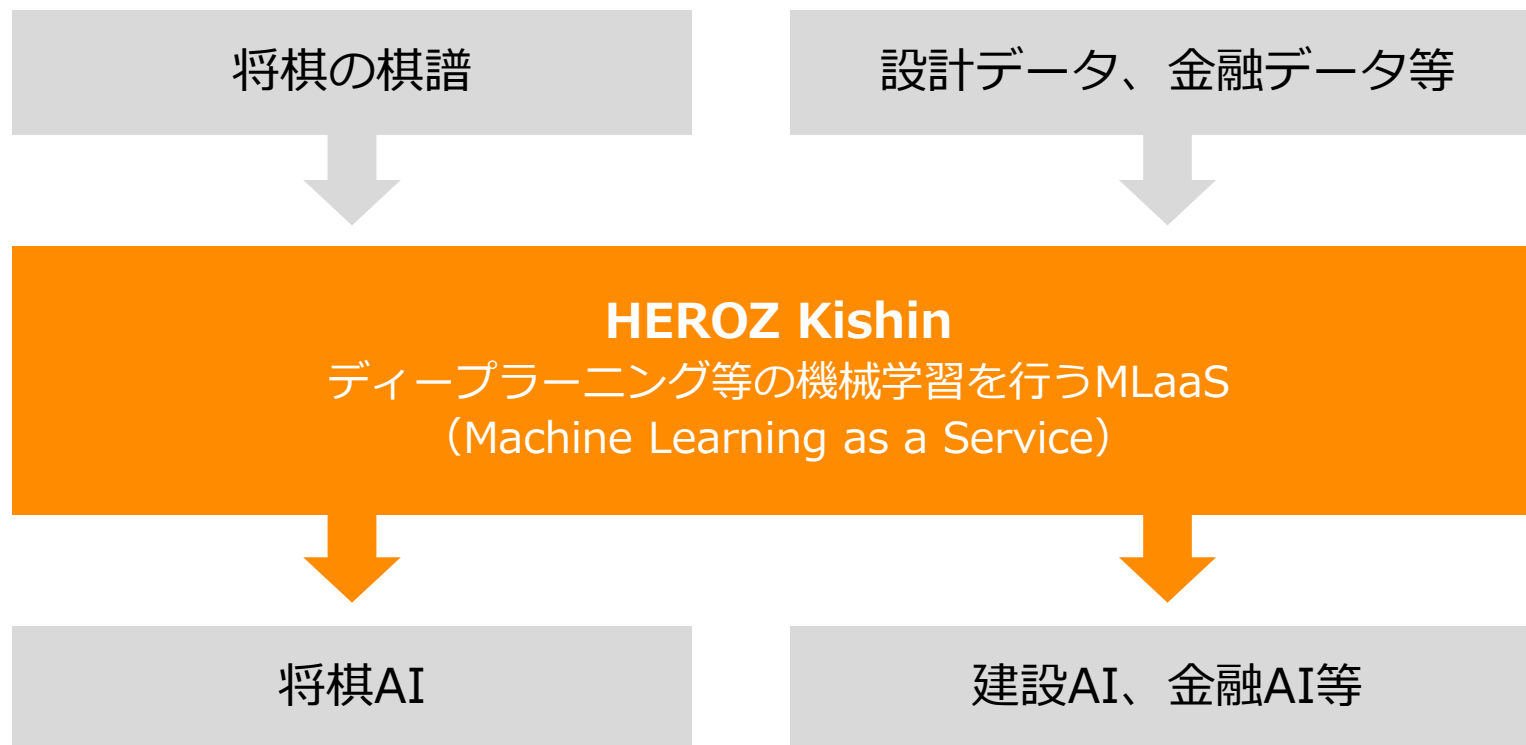 将棋の棋譜
設計データ、金融データ等
HEROZ Kishin
ディープラーニング等の機械学習を行うMLaaS
（Machine Learning as a Service）
将棋AI
建設AI、金融AI等